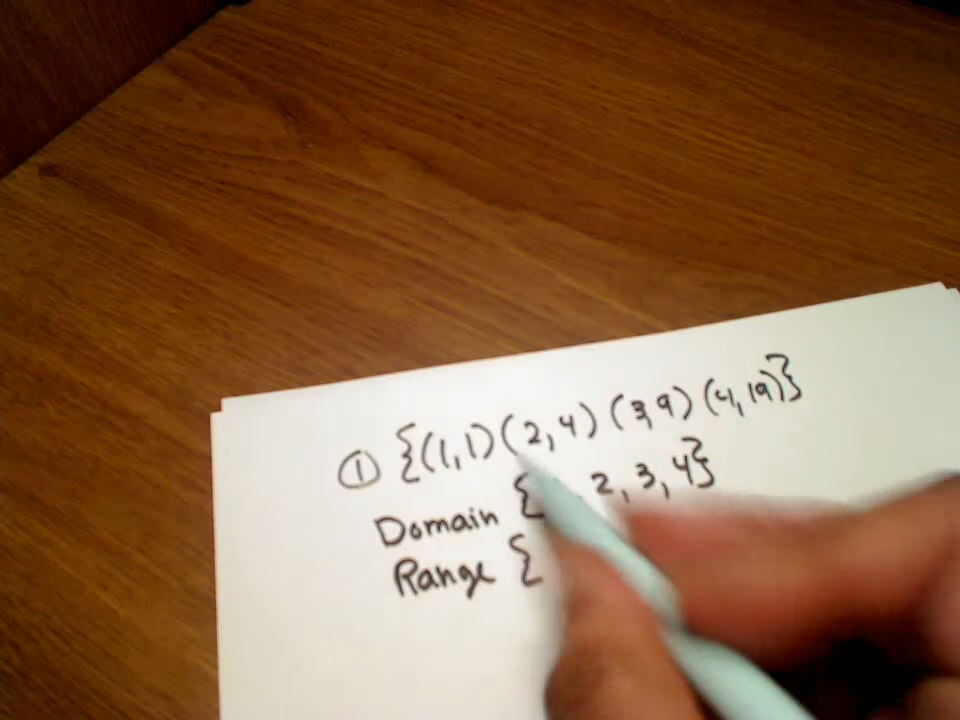 ① {(1,1)(2,4)(3,9)(4,19)}
Domain { 2,3,4}
Range {